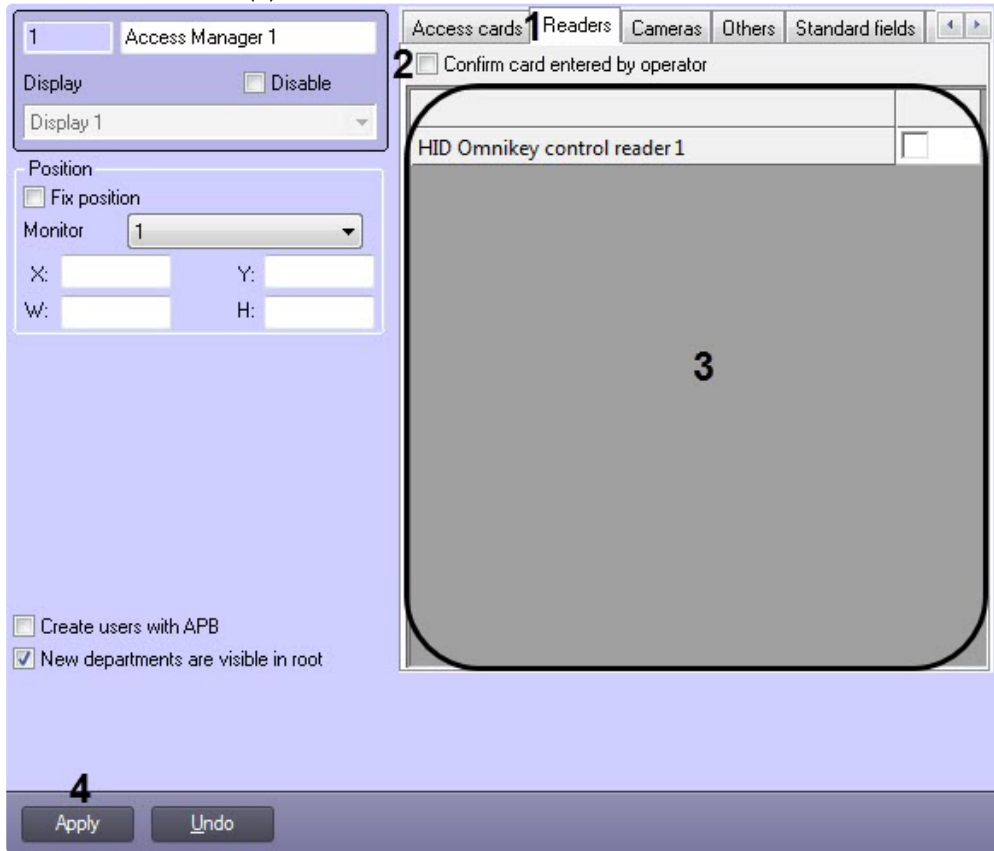 1 Access Manager 1
Display Disable
Display 1
Position
Fix position
Monitor 1
X: Y:
W: H:
Create users with APB
New departments are visible in root
Access cards 1 Readers Cameras Others Standard fields
2 Confirm card entered by operator
HID Omnikey control reader 1
3
4
Apply Undo